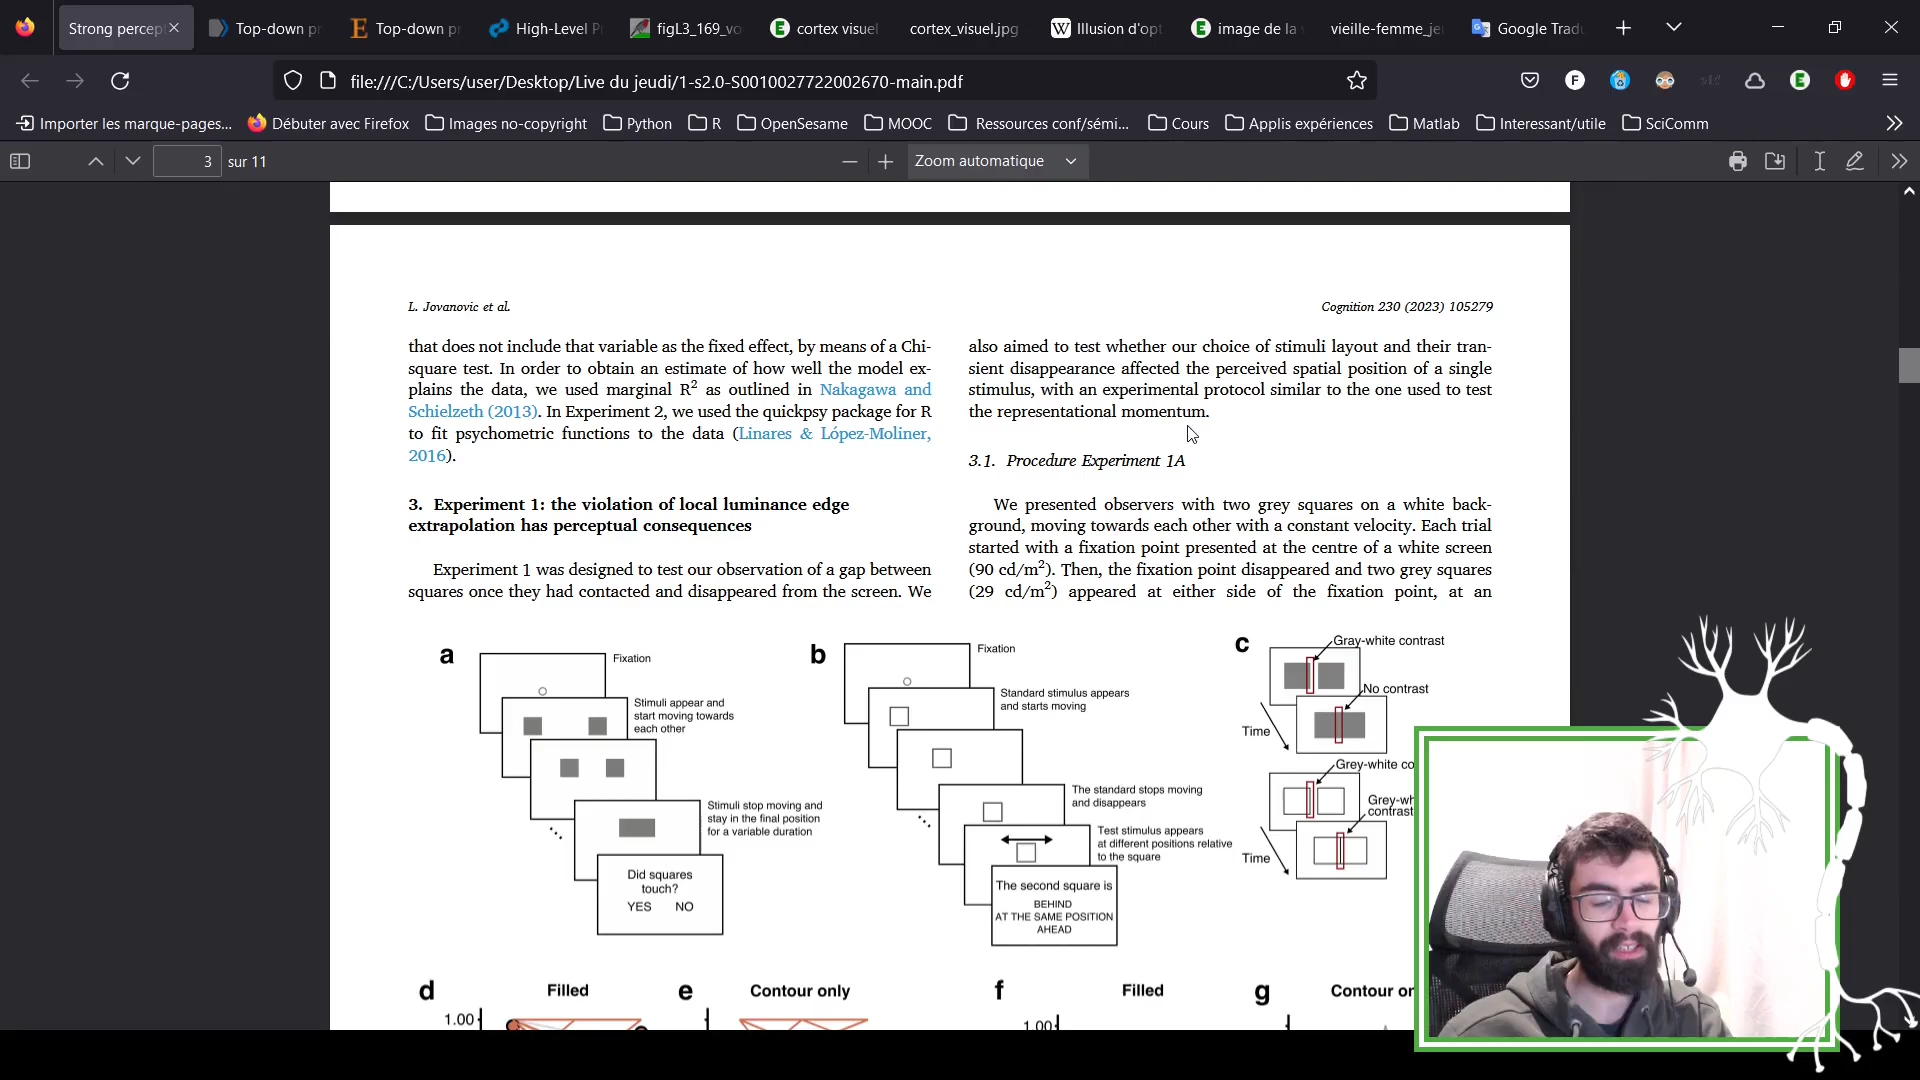 Strong percep
Top-down pr
Top-down pr
High-Level P
figL3_169_vo
cortex visuel
cortex_visuel.jpg
Illusion d'opt
image de la v
vieille-femme_je
Google Tradu
file:///C:/Users/user/Desktop/Live du jeudi/1-s2.0-S0010027722002670-main.pdf
Importer les marque-pages...
Débuter avec Firefox
Images no-copyright
Python
R
OpenSesame
MOOC
Ressources conf/sémi...
Cours
Applis expériences
Matlab
Interessant/utile
SciComm
3 sur 11
Zoom automatique
L. Jovanovic et al.
Cognition 230 (2023) 105279
that does not include that variable as the fixed effect, by means of a Chi-
square test. In order to obtain an estimate of how well the model ex-
plains the data, we used marginal R² as outlined in Nakagawa and
Schielzeth (2013). In Experiment 2, we used the quickpsy package for R
to fit psychometric functions to the data (Linares & López-Moliner,
2016).
3. Experiment 1: the violation of local luminance edge
extrapolation has perceptual consequences
Experiment 1 was designed to test our observation of a gap between
squares once they had contacted and disappeared from the screen. We
also aimed to test whether our choice of stimuli layout and their tran-
sient disappearance affected the perceived spatial position of a single
stimulus, with an experimental protocol similar to the one used to test
the representational momentum.
3.1. Procedure Experiment 1A
We presented observers with two grey squares on a white back-
ground, moving towards each other with a constant velocity. Each trial
started with a fixation point presented at the centre of a white screen
(90 cd/m²). Then, the fixation point disappeared and two grey squares
(29 cd/m²) appeared at either side of the fixation point, at an
a
Fixation
Stimuli appear and
start moving towards
each other
Stimuli stop moving and
stay in the final position
for a variable duration
Did squares
touch?
YES NO
b
Fixation
Standard stimulus appears
and starts moving
The standard stops moving
and disappears
Test stimulus appears
at different positions relative
to the square
The second square is
BEHIND
AT THE SAME POSITION
AHEAD
c
Gray-white contrast
No contrast
Time
Grey-white co
Grey-wh
contrast
Time
d
Filled
e
Contour only
f
Filled
g
Contour or
1.00
1.00